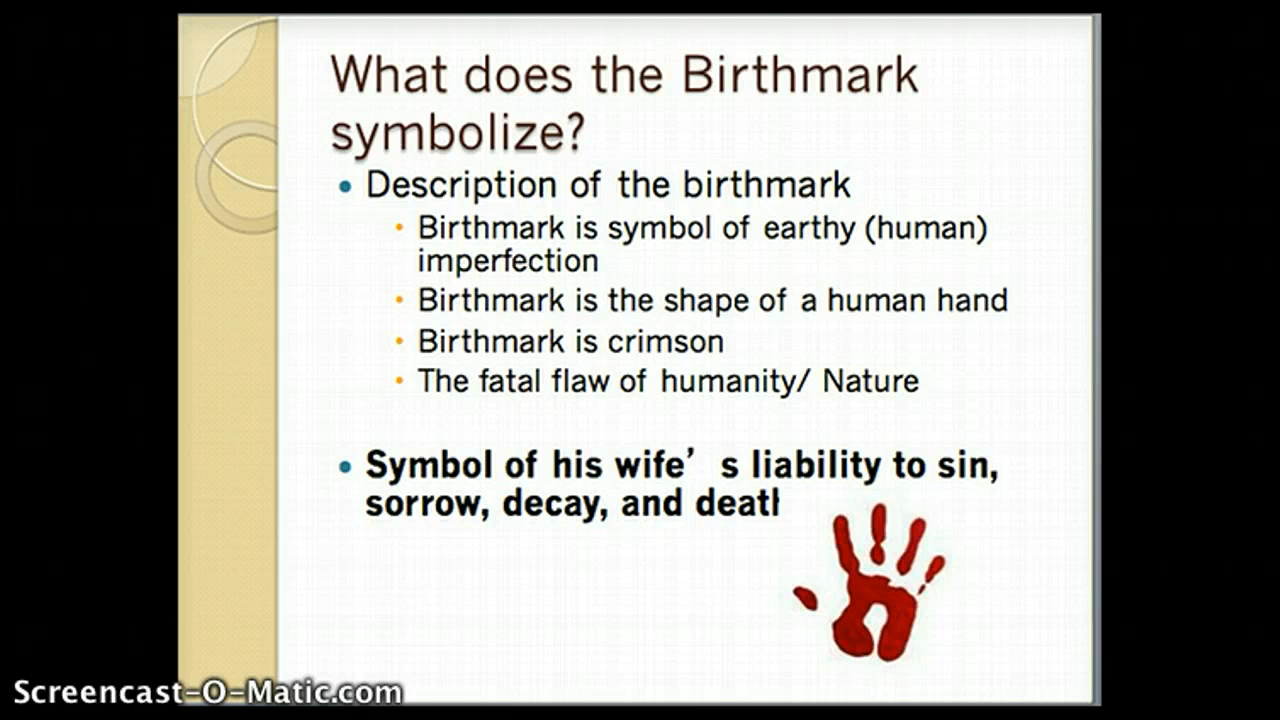 What does the Birthmark
symbolize?
• Description of the birthmark
• Birthmark is symbol of earthy (human)
imperfection
• Birthmark is the shape of a human hand
• Birthmark is crimson
• The fatal flaw of humanity/ Nature
• Symbol of his wife’ s liability to sin,
sorrow, decay, and death
Screencast-O-Matic.com